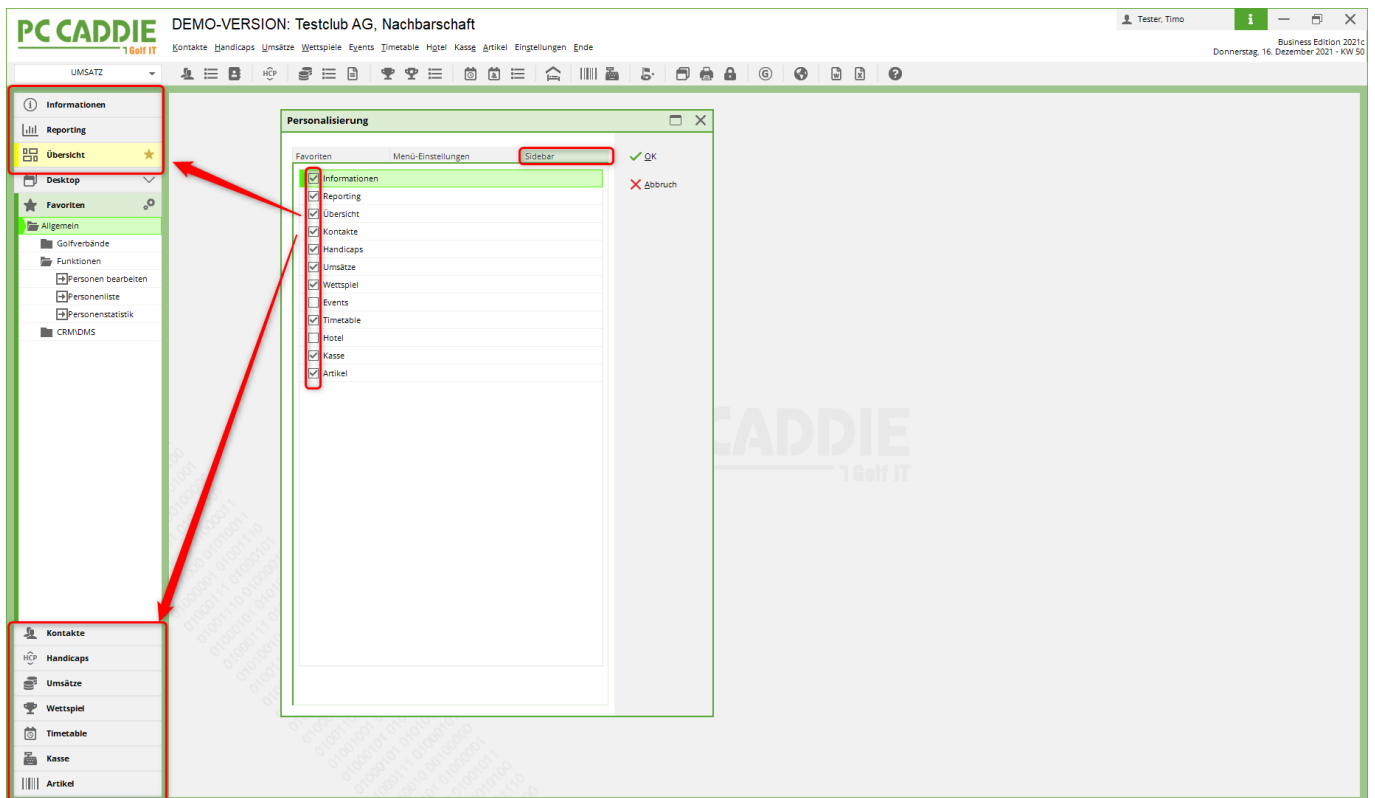 PC CADDIE
Golf IT
DEMO-VERSION: Testclub AG, Nachbarschaft
Tester, Timo
i
Kontakte Handicaps Umsätze Wettspiele Events Timetable Hotel Kasse Artikel Einstellungen Ende
Business Edition 2021c
Donnerstag, 16. Dezember 2021 - KW 50
UMSATZ
HCP
G
W
X
?
Informationen
Reporting
Übersicht
Desktop
Favoriten
Allgemein
Golfverbände
Funktionen
Personen bearbeiten
Personenliste
Personenstatistik
CRM\DMS
Kontakte
HCP Handicaps
Umsätze
Wettspiel
Timetable
Kasse
Artikel
Personalisierung
Favoriten Menü-Einstellungen Sidebar
OK
Abbruch
Informationen
Reporting
Übersicht
Kontakte
Handicaps
Umsätze
Wettspiel
Events
Timetable
Hotel
Kasse
Artikel
CADDIE
Golf IT